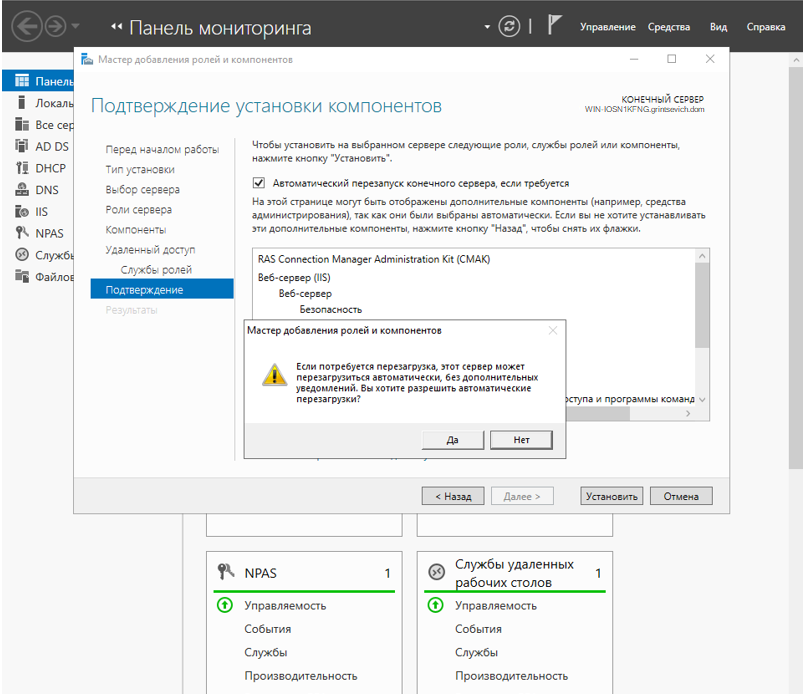 Панель мониторинга
Управление Средства Вид Справка
Мастер добавления ролей и компонентов
Подтверждение установки компонентов
КОНЕЧНЫЙ СЕРВЕР
WIN-IOSN1KFNG.grintsevich.dom
Панель
Локаль
Все сер
AD DS
DHCP
DNS
IIS
NPAS
Службь
Файлов
Перед началом работы
Тип установки
Выбор сервера
Роли сервера
Компоненты
Удаленный доступ
Службы ролей
Подтверждение
Результаты
Чтобы установить на выбранном сервере следующие роли, службы ролей или компоненты,
нажмите кнопку "Установить".
Автоматический перезапуск конечного сервера, если требуется
На этой странице могут быть отображены дополнительные компоненты (например, средства
администрирования), так как они были выбраны автоматически. Если вы не хотите устанавливать
эти дополнительные компоненты, нажмите кнопку "Назад", чтобы снять их флажки.
RAS Connection Manager Administration Kit (CMAK)
Веб-сервер (IIS)
Веб-сервер
Безопасность
Мастер добавления ролей и компонентов
Если потребуется перезагрузка, этот сервер может
перезагрузиться автоматически, без дополнительных
уведомлений. Вы хотите разрешить автоматические
перезагрузки?
оступа и программы команд
Да Нет
< Назад Далее > Установить Отмена
NPAS 1
Управляемость
События
Службы
Производительность
Службы удаленных
рабочих столов 1
Управляемость
События
Службы
Производительность